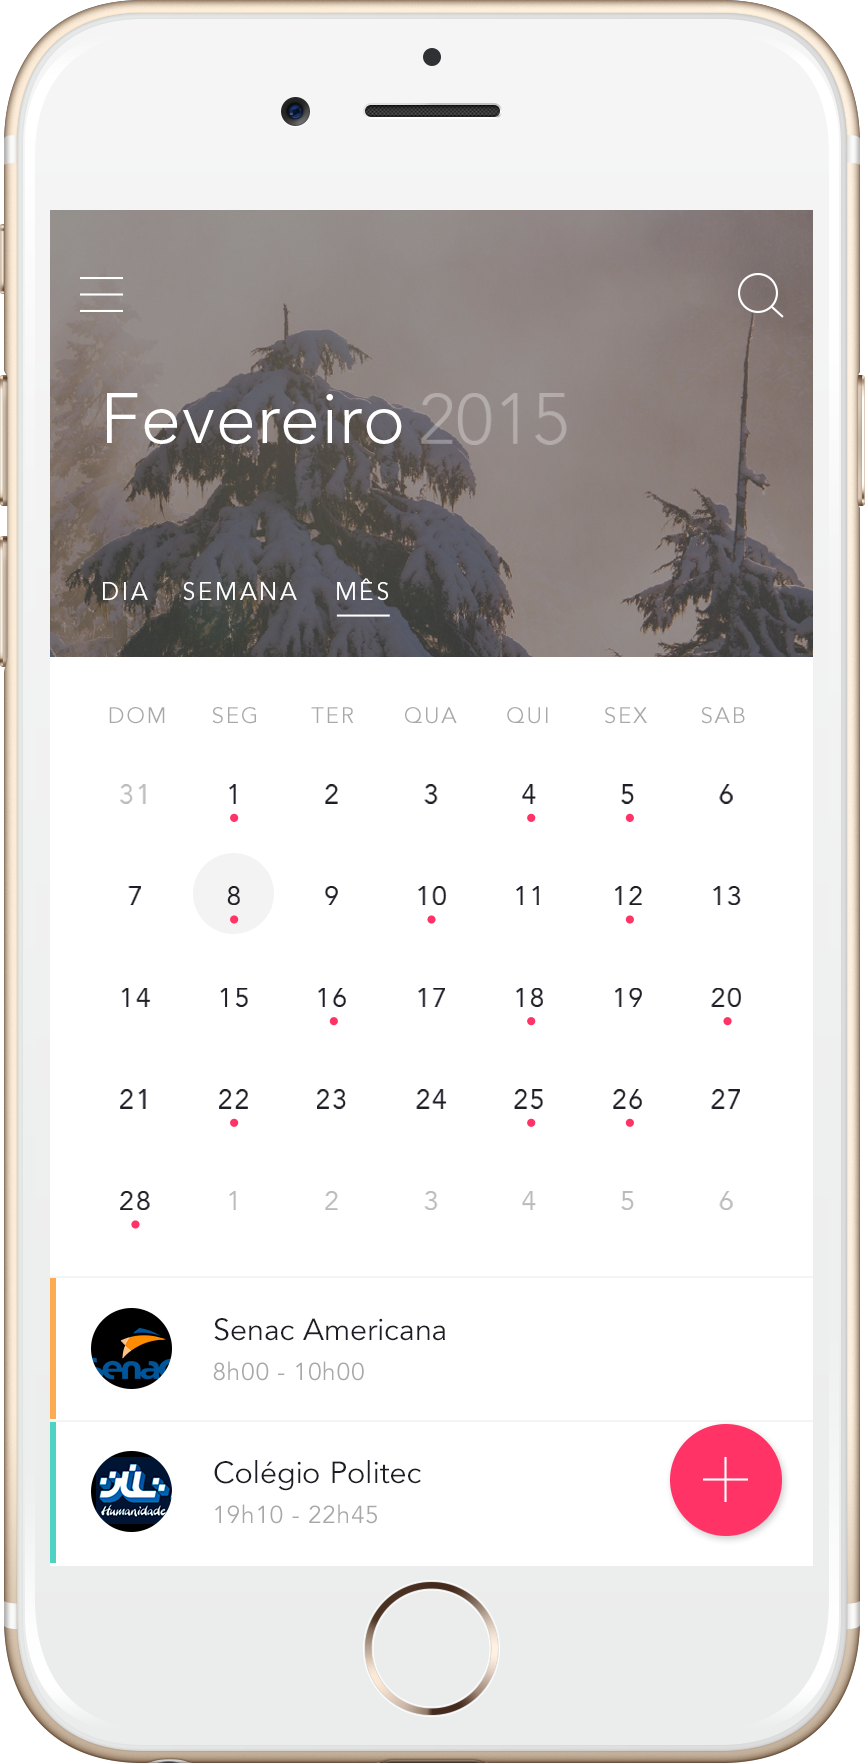 Fevereiro 2015
DIA SEMANA MÊS
DOM SEG TER QUA QUI SEX SAB
31 1 2 3 4 5 6
7 8 9 10 11 12 13
14 15 16 17 18 19 20
21 22 23 24 25 26 27
28 1 2 3 4 5 6
senac
Senac Americana
8h00 - 10h00
Humanidade
Colégio Politec
19h10 - 22h45